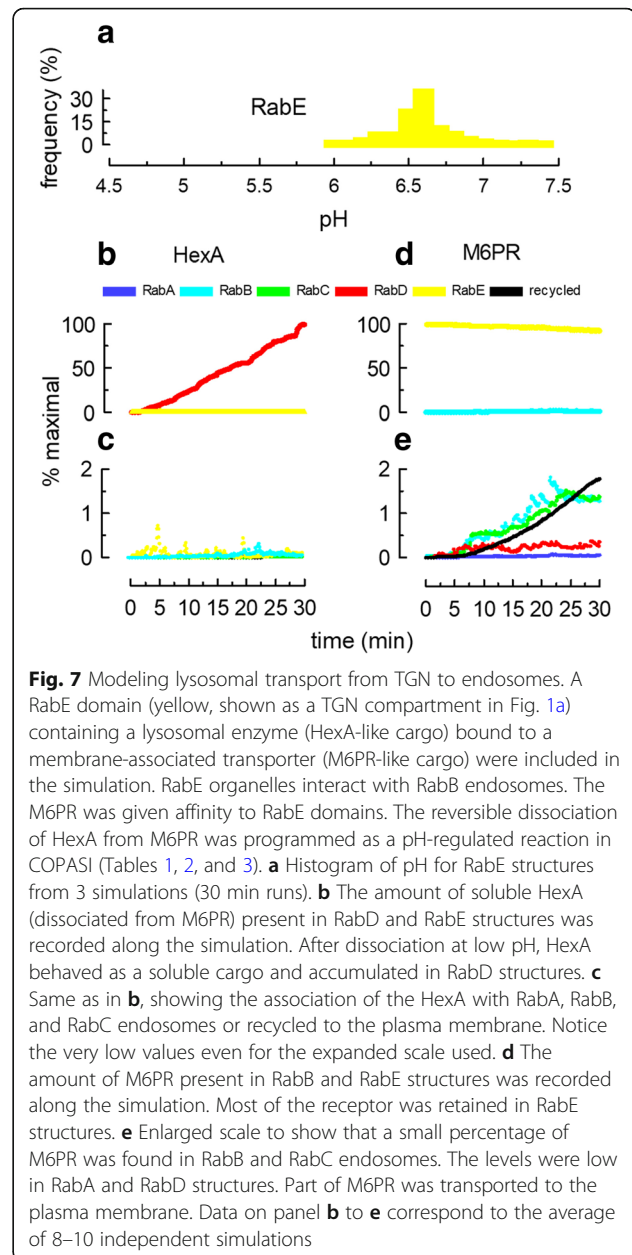 a
frequency (%)
30
15
0
RabE
4.5 5 5.5 6 6.5 7 7.5
pH
b HexA d M6PR
RabA RabB RabC RabD RabE recycled
% maximal
100
50
0
c e
2
1
0
0 5 10 15 20 25 30 0 5 10 15 20 25 30
time (min)
Fig. 7 Modeling lysosomal transport from TGN to endosomes. A
RabE domain (yellow, shown as a TGN compartment in Fig. 1a)
containing a lysosomal enzyme (HexA-like cargo) bound to a
membrane-associated transporter (M6PR-like cargo) were included in
the simulation. RabE organelles interact with RabB endosomes. The
M6PR was given affinity to RabE domains. The reversible dissociation
of HexA from M6PR was programmed as a pH-regulated reaction in
COPASI (Tables 1, 2, and 3). a Histogram of pH for RabE structures
from 3 simulations (30 min runs). b The amount of soluble HexA
(dissociated from M6PR) present in RabD and RabE structures was
recorded along the simulation. After dissociation at low pH, HexA
behaved as a soluble cargo and accumulated in RabD structures. c
Same as in b, showing the association of the HexA with RabA, RabB,
and RabC endosomes or recycled to the plasma membrane. Notice
the very low values even for the expanded scale used. d The
amount of M6PR present in RabB and RabE structures was recorded
along the simulation. Most of the receptor was retained in RabE
structures. e Enlarged scale to show that a small percentage of
M6PR was found in RabB and RabC endosomes. The levels were low
in RabA and RabD structures. Part of M6PR was transported to the
plasma membrane. Data on panel b to e correspond to the average
of 8–10 independent simulations